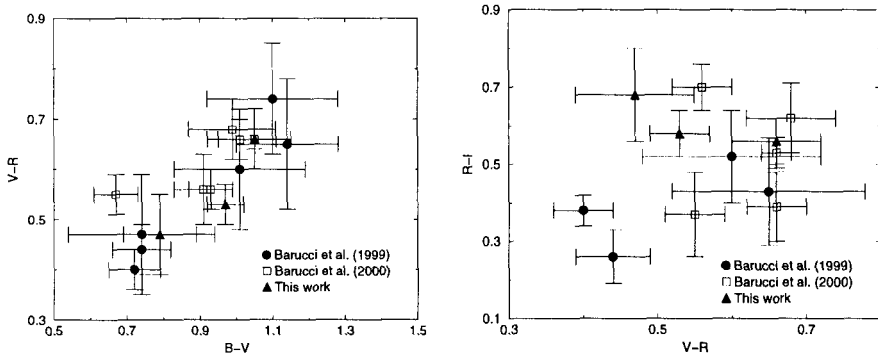 0.9
0.7
0.5
0.3
V−R
0.5
0.7
0.9
1.1
1.3
1.5
B−V
Barucci et al. (1999)
Barucci et al. (2000)
This work
0.9
0.7
0.5
0.3
0.1
R−I
0.3
0.5
0.7
V−R
Barucci et al. (1999)
Barucci et al. (2000)
This work